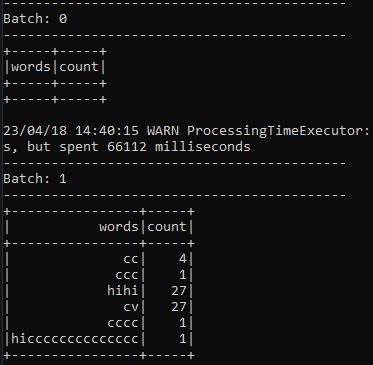 -------------------------------------------
Batch: 0
-------------------------------------------
+-----+-----+
|words|count|
+-----+-----+
+-----+-----+
23/04/18 14:40:15 WARN ProcessingTimeExecutor:
s, but spent 66112 milliseconds
-------------------------------------------
Batch: 1
-------------------------------------------
+----------------+-----+
|           words|count|
+----------------+-----+
|              cc|    4|
|             ccc|    1|
|            hihi|   27|
|              cv|   27|
|            cccc|    1|
|hicccccccccccccc|    1|
+----------------+-----+